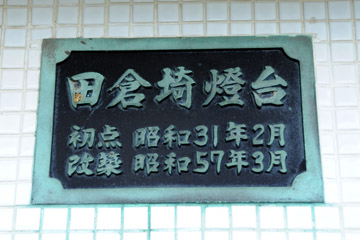 田倉埼燈台
初点 昭和31年2月
改築 昭和57年3月